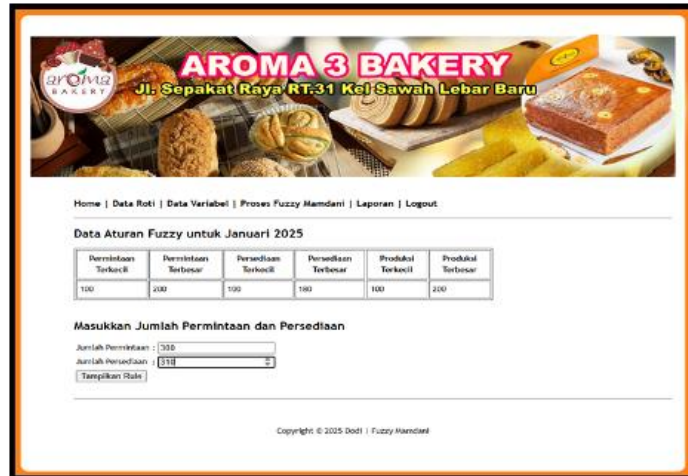 AROMA 3 BAKERY
Jl. Sepakat Raya RT.31 Kel Sawah Lebar Baru
aroma
BAKERY
Home | Data Roti | Data Variabel | Proses Fuzzy Mamdani | Laporan | Logout
Data Aturan Fuzzy untuk Januari 2025
Permintaan Terkecil Permintaan Terbesar Persediaan Terkecil Persediaan Terbesar Produksi Terkecil Produksi Terbesar
100 200 100 180 100 200
Masukkan Jumlah Permintaan dan Persediaan
Jumlah Permintaan : 300
Jumlah Persediaan : 310
Tampilkan Rule
Copyright © 2025 Dodi | Fuzzy Mamdani